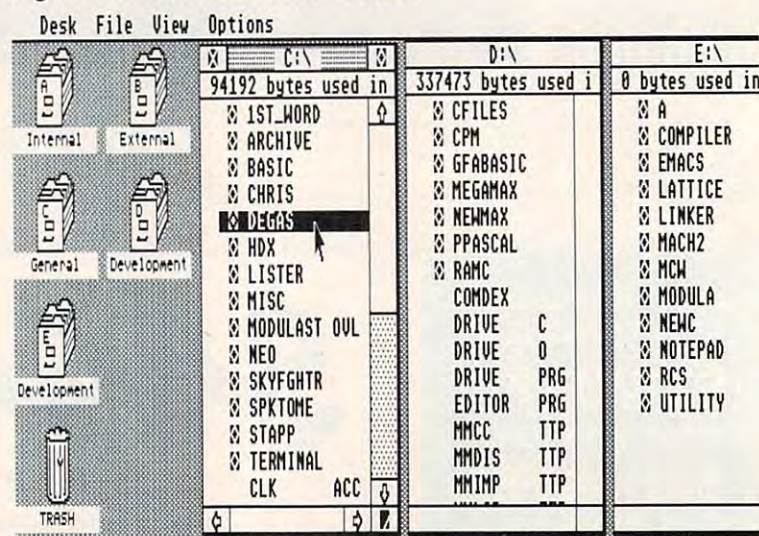 Desk File View Options
A
Internal
B
External
C
General
D
Development
E
Development
TRASH
C:\
94192 bytes used in
1ST_WORD
ARCHIVE
BASIC
CHRIS
DEGAS
HDX
LISTER
MISC
MODULAST OVL
NEO
SKYFGHTR
SPKTOME
STAPP
TERMINAL
CLK ACC
D:\
337473 bytes used i
CFILES
CPM
GFABASIC
MEGAMAX
NEWMAX
PPASCAL
RAMC
COMDEX
DRIVE C
DRIVE O
DRIVE PRG
EDITOR PRG
MMCC TTP
MMDIS TTP
MMIMP TTP
E:\
0 bytes used in
A
COMPILER
EMACS
LATTICE
LINKER
MACH2
MCW
MODULA
NEWC
NOTEPAD
RCS
UTILITY